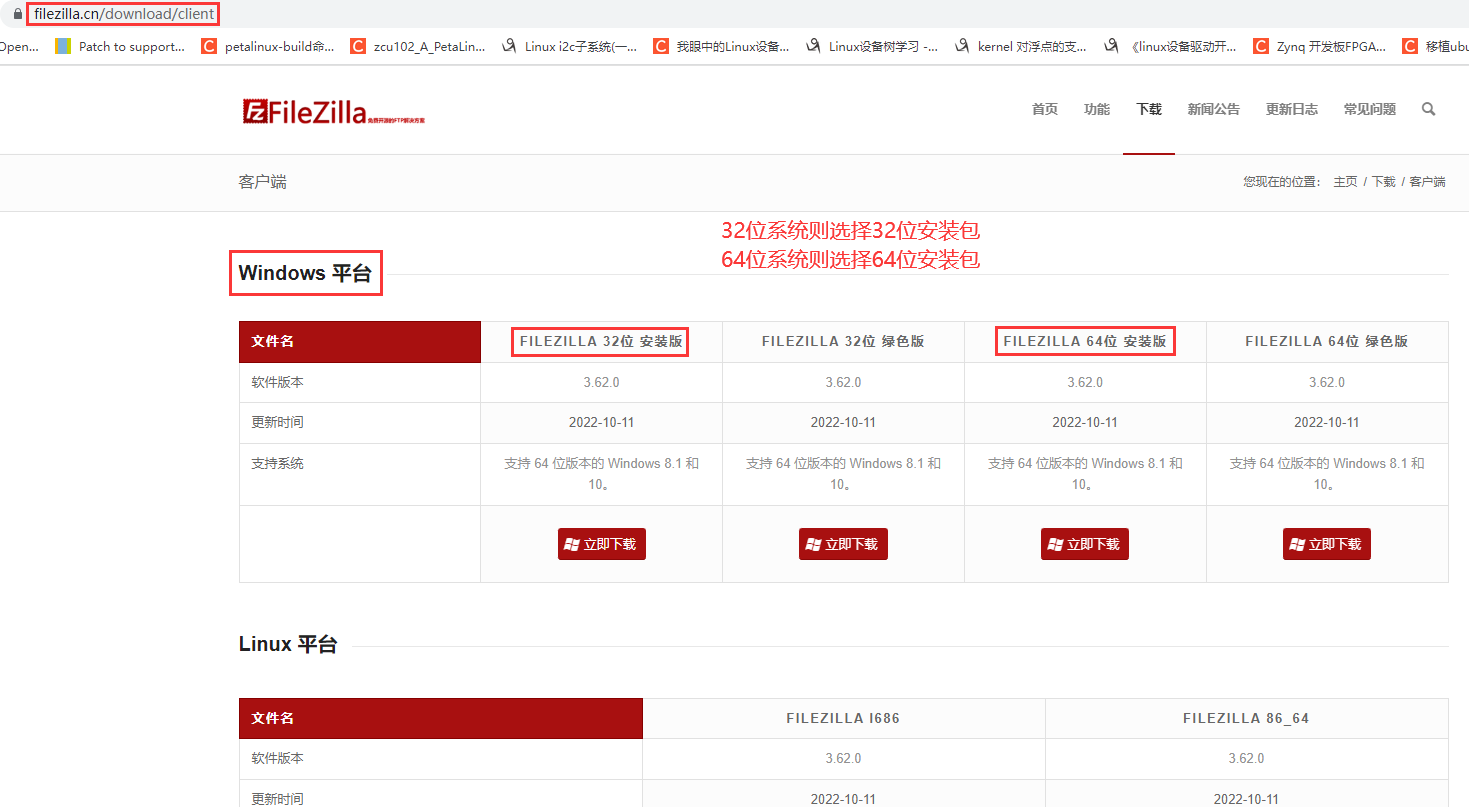 filezilla.cn/download/client
Open...
Patch to support...
petalinux-build命...
zcu102_A_PetaLin...
Linux i2c子系统(一...
我眼中的Linux设备...
Linux设备树学习 -...
kernel 对浮点的支...
《linux设备驱动开...
Zynq 开发板FPGA...
移植ubu
FileZilla 免费开源的FTP解决方案
首页 功能 下载 新闻公告 更新日志 常见问题
客户端
您现在的位置： 主页 / 下载 / 客户端
32位系统则选择32位安装包
64位系统则选择64位安装包
Windows 平台
文件名 FILEZILLA 32位 安装版 FILEZILLA 32位 绿色版 FILEZILLA 64位 安装版 FILEZILLA 64位 绿色版
软件版本 3.62.0 3.62.0 3.62.0 3.62.0
更新时间 2022-10-11 2022-10-11 2022-10-11 2022-10-11
支持系统 支持 64 位版本的 Windows 8.1 和 支持 64 位版本的 Windows 8.1 和 支持 64 位版本的 Windows 8.1 和 支持 64 位版本的 Windows 8.1 和
10。 10。 10。 10。
立即下载 立即下载 立即下载 立即下载
Linux 平台
文件名 FILEZILLA I686 FILEZILLA 86_64
软件版本 3.62.0 3.62.0
更新时间 2022-10-11 2022-10-11